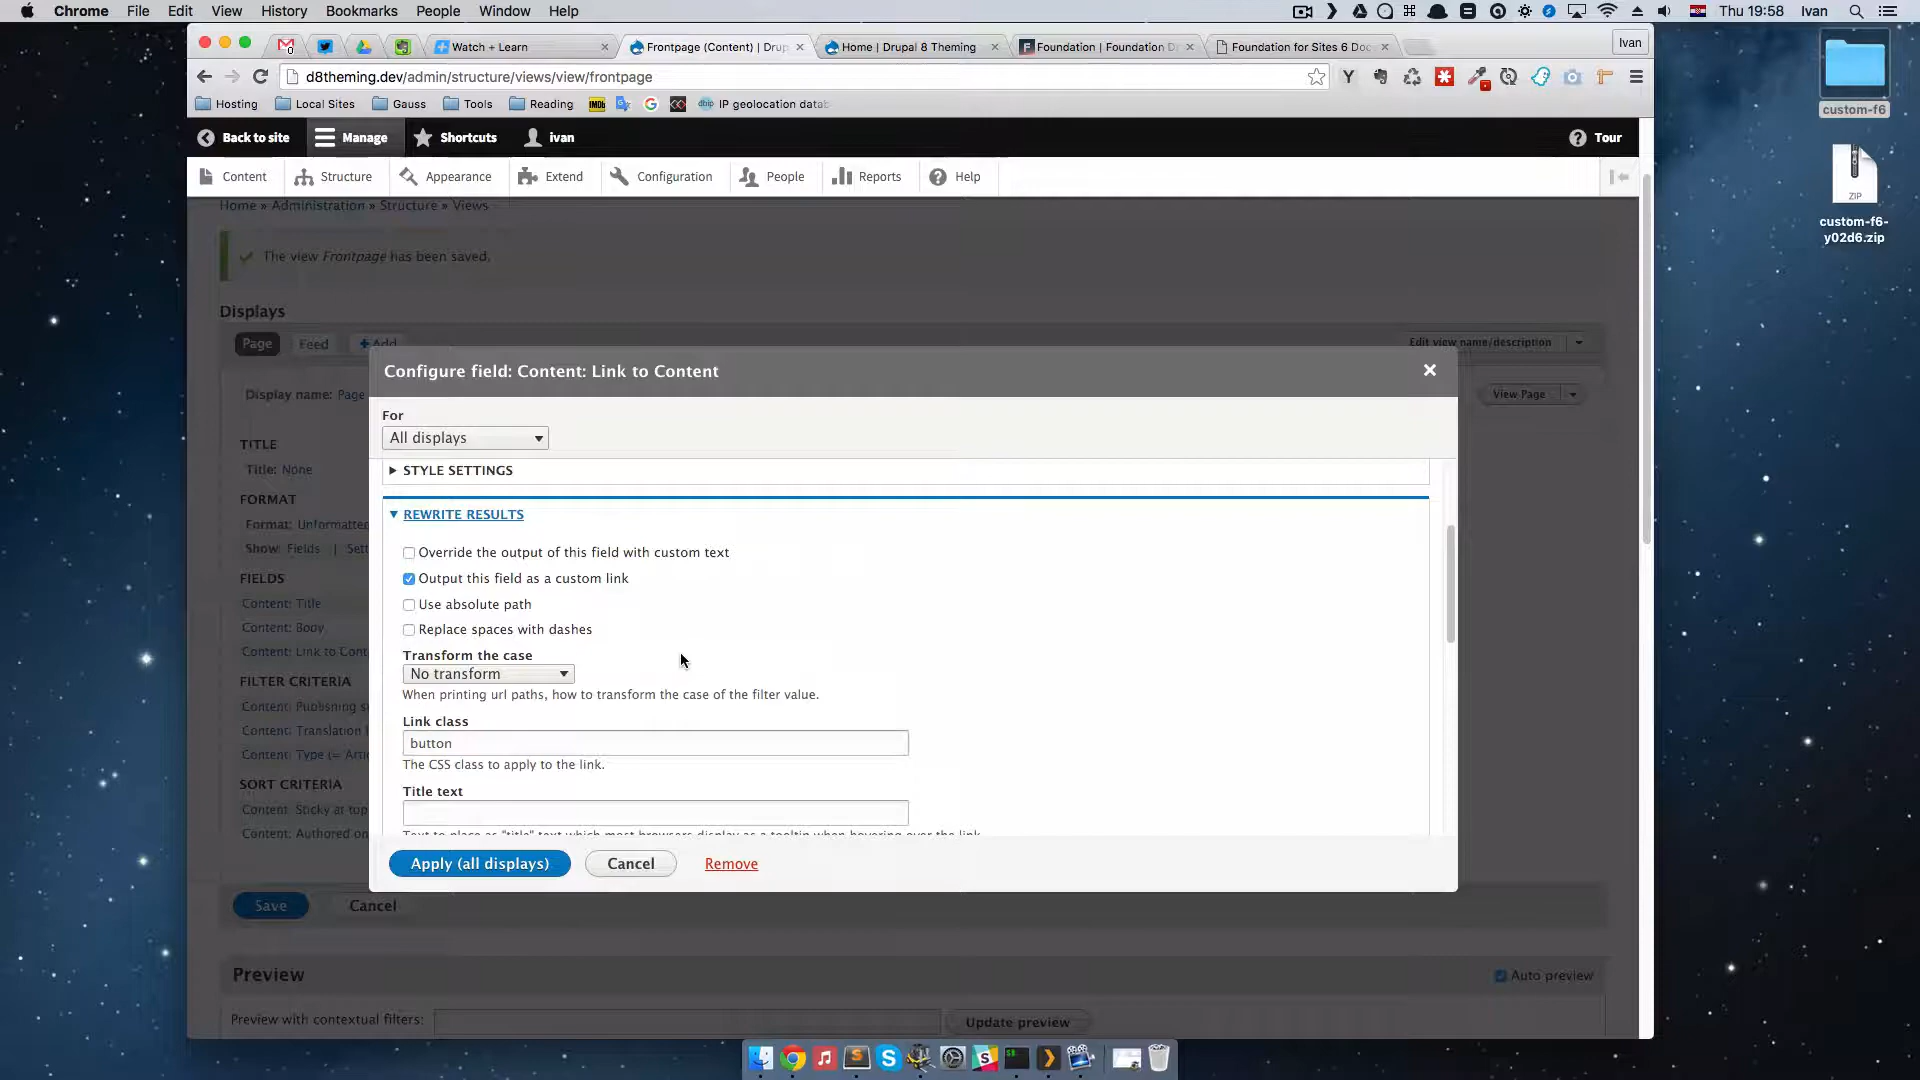 Chrome File Edit View History Bookmarks People Window Help
Thu 19:58 Ivan
Watch + Learn
Frontpage (Content) | Drup
Home | Drupal 8 Theming
Foundation | Foundation D
Foundation for Sites 6 Doc
Ivan
d8theming.dev/admin/structure/views/view/frontpage
Hosting Local Sites Gauss Tools Reading IP geolocation datab
Back to site Manage Shortcuts ivan Tour
Content Structure Appearance Extend Configuration People Reports Help
Home » Administration » Structure » Views
The view Frontpage has been saved.
Displays
Page Feed +Add
Edit view name/description
Configure field: Content: Link to Content
Display name: Page
View Page
For
All displays
TITLE
Title: None
STYLE SETTINGS
FORMAT
Format: Unformatted
Show: Fields | Sett
REWRITE RESULTS
Override the output of this field with custom text
Output this field as a custom link
Use absolute path
Replace spaces with dashes
Transform the case
No transform
When printing url paths, how to transform the case of the filter value.
Link class
button
The CSS class to apply to the link.
Title text
Text to place as "title" text which most browsers display as a tooltip when hovering over the link.
FIELDS
Content: Title
Content: Body
Content: Link to Cont
FILTER CRITERIA
Content: Publishing s
Content: Translation l
Content: Type (= Arti
SORT CRITERIA
Content: Sticky at top
Content: Authored on
Apply (all displays) Cancel Remove
Save Cancel
Preview
Auto preview
Preview with contextual filters:
Update preview
custom-f6
ZIP
custom-f6-
y02d6.zip